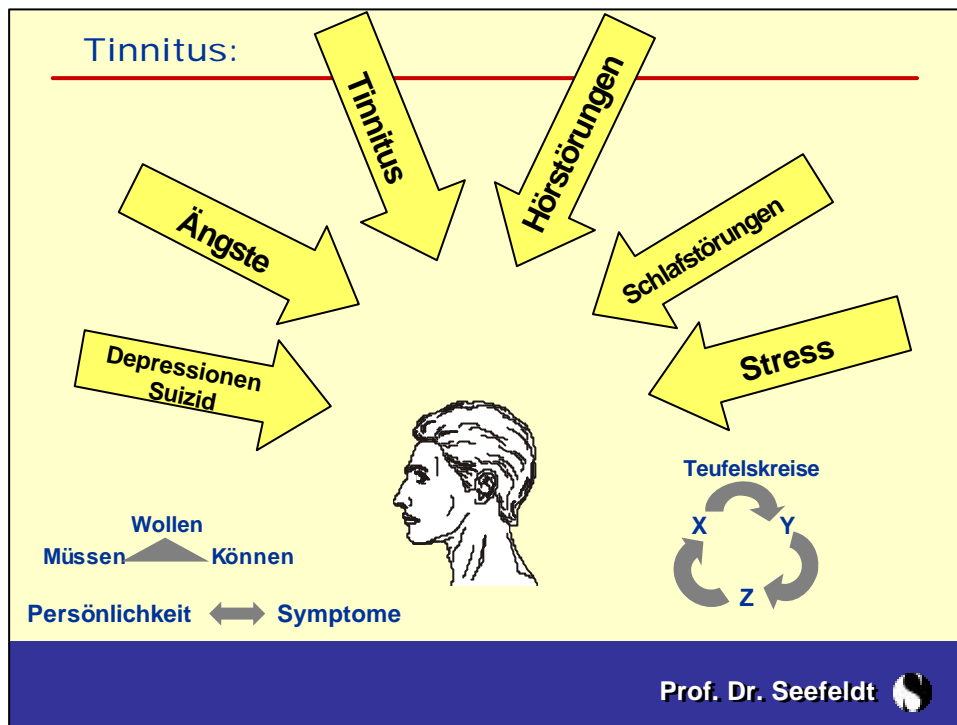 Tinnitus:
Tinnitus
Hörstörungen
Ängste
Schlafstörungen
Depressionen
Suizid
Stress
Teufelskreise
X
Y
Z
Wollen
Müssen
Können
Persönlichkeit
Symptome
Prof. Dr. Seefeldt